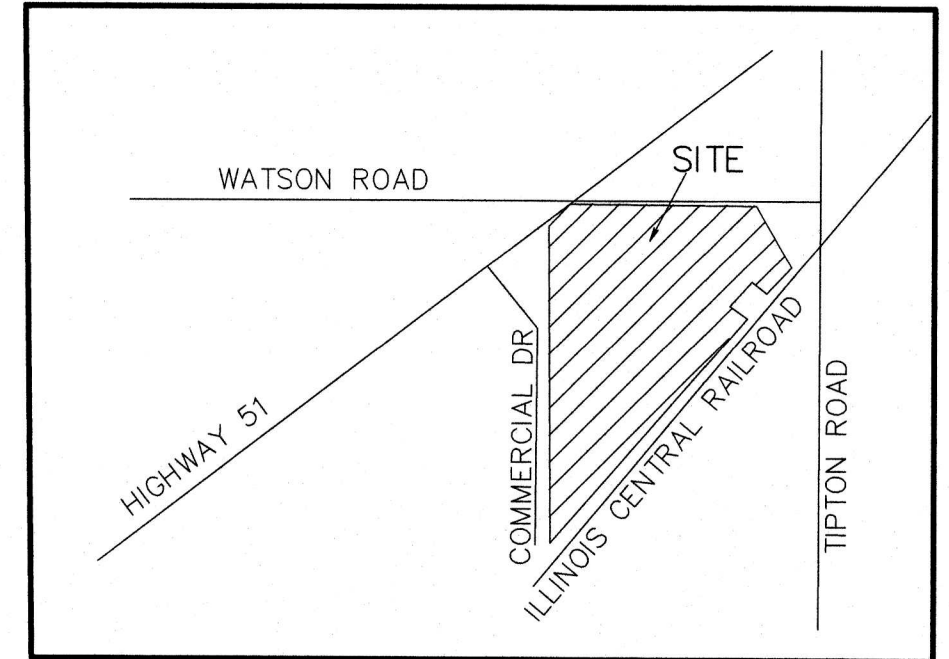 SITE
WATSON ROAD
HIGHWAY 51
COMMERCIAL DR
ILLINOIS CENTRAL RAILROAD
TIPTON ROAD